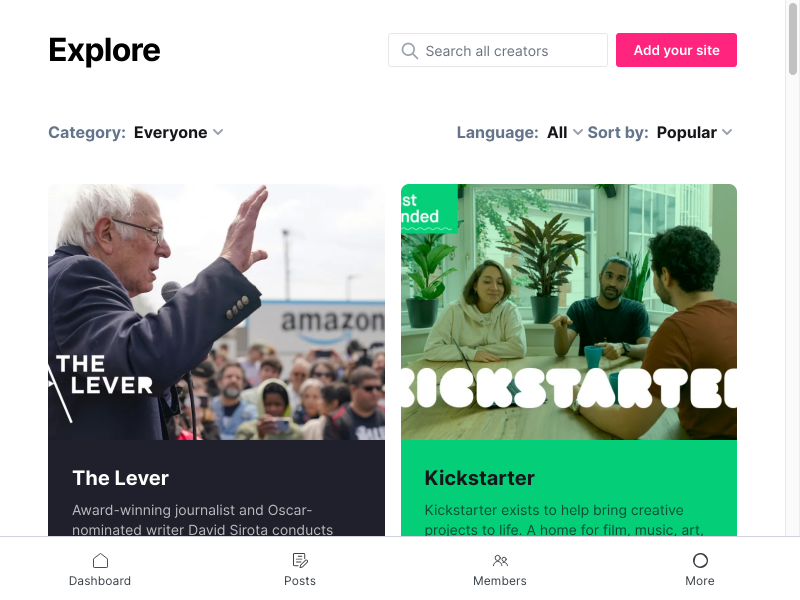 Explore
Search all creators
Add your site
Category: Everyone
Language: All
Sort by: Popular
amazon
THE
LEVER
st
nded
KICKSTARTER
The Lever
Award-winning journalist and Oscar-
nominated writer David Sirota conducts
Kickstarter
Kickstarter exists to help bring creative
projects to life. A home for film, music, art,
Dashboard
Posts
Members
More